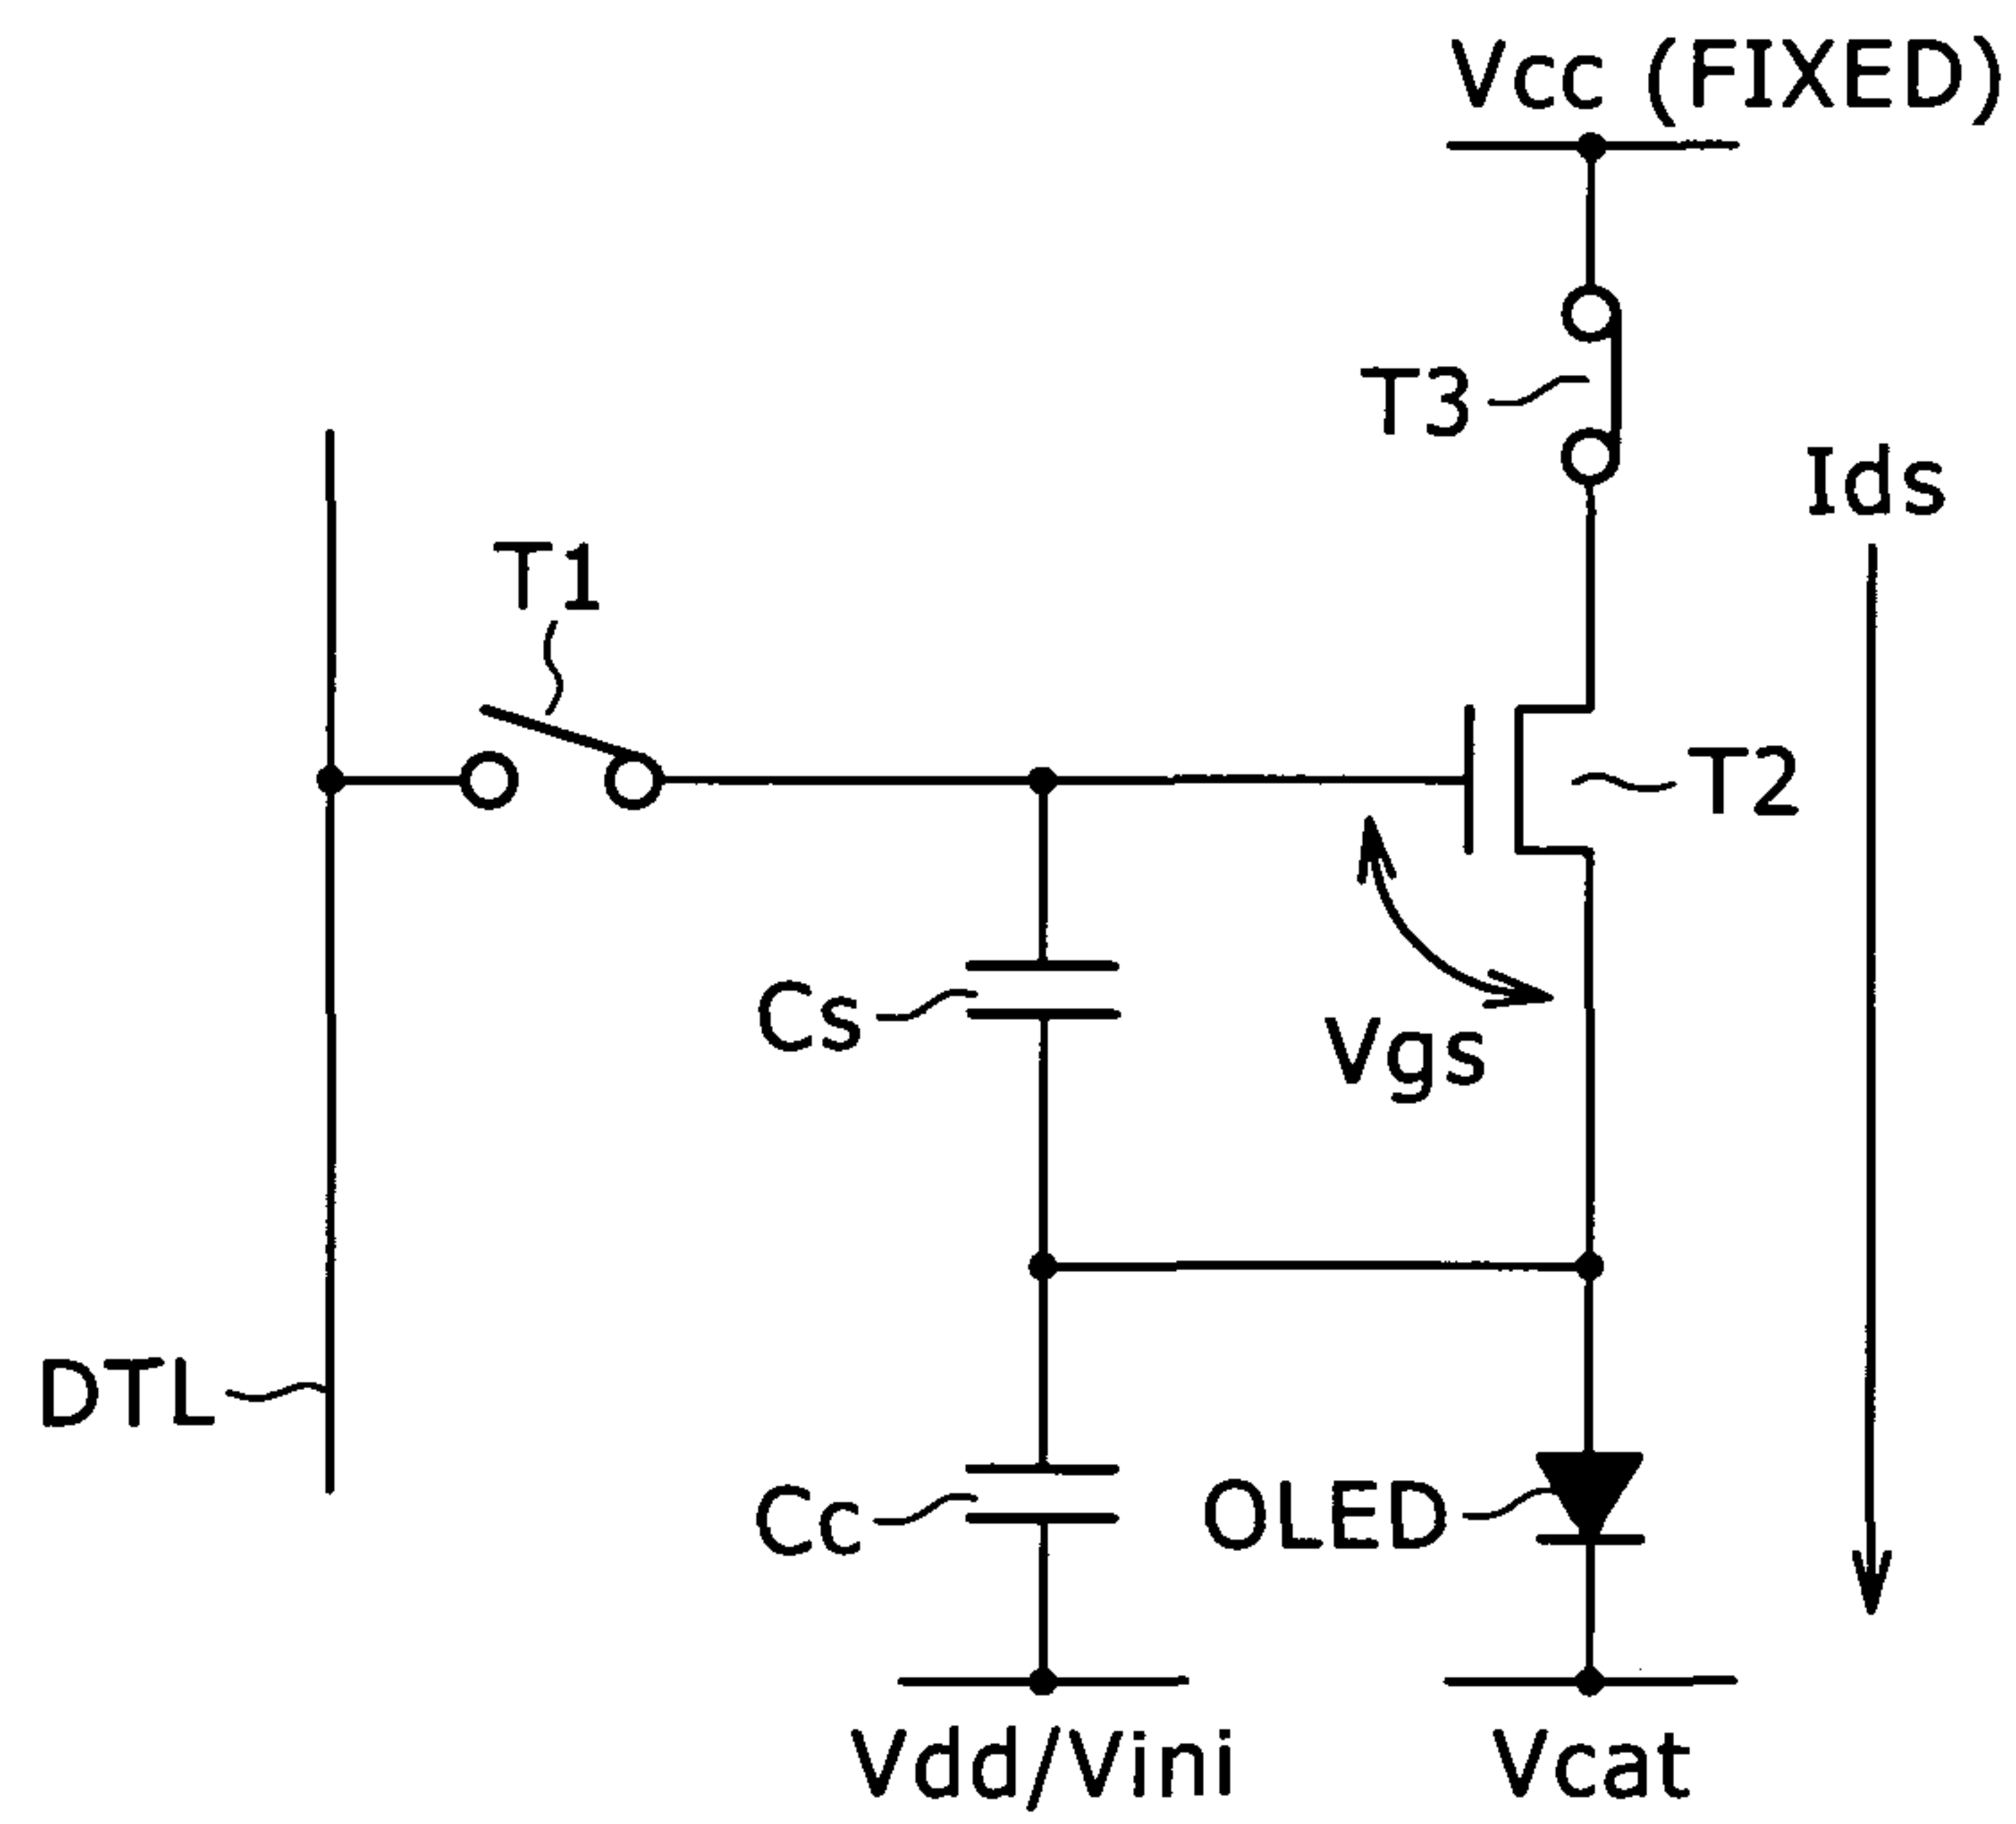 Vcc (FIXED)
T3
Ids
T1
T2
Cs
Vgs
DTL
Cc
OLED
Vdd/Vini
Vcat